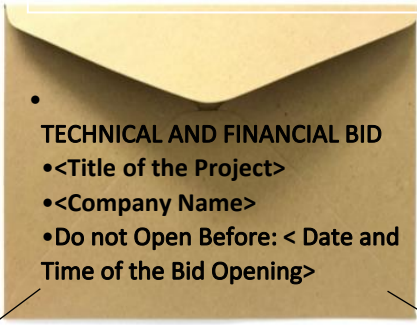 •
TECHNICAL AND FINANCIAL BID
•<Title of the Project>
•<Company Name>
•Do not Open Before: < Date and
Time of the Bid Opening>